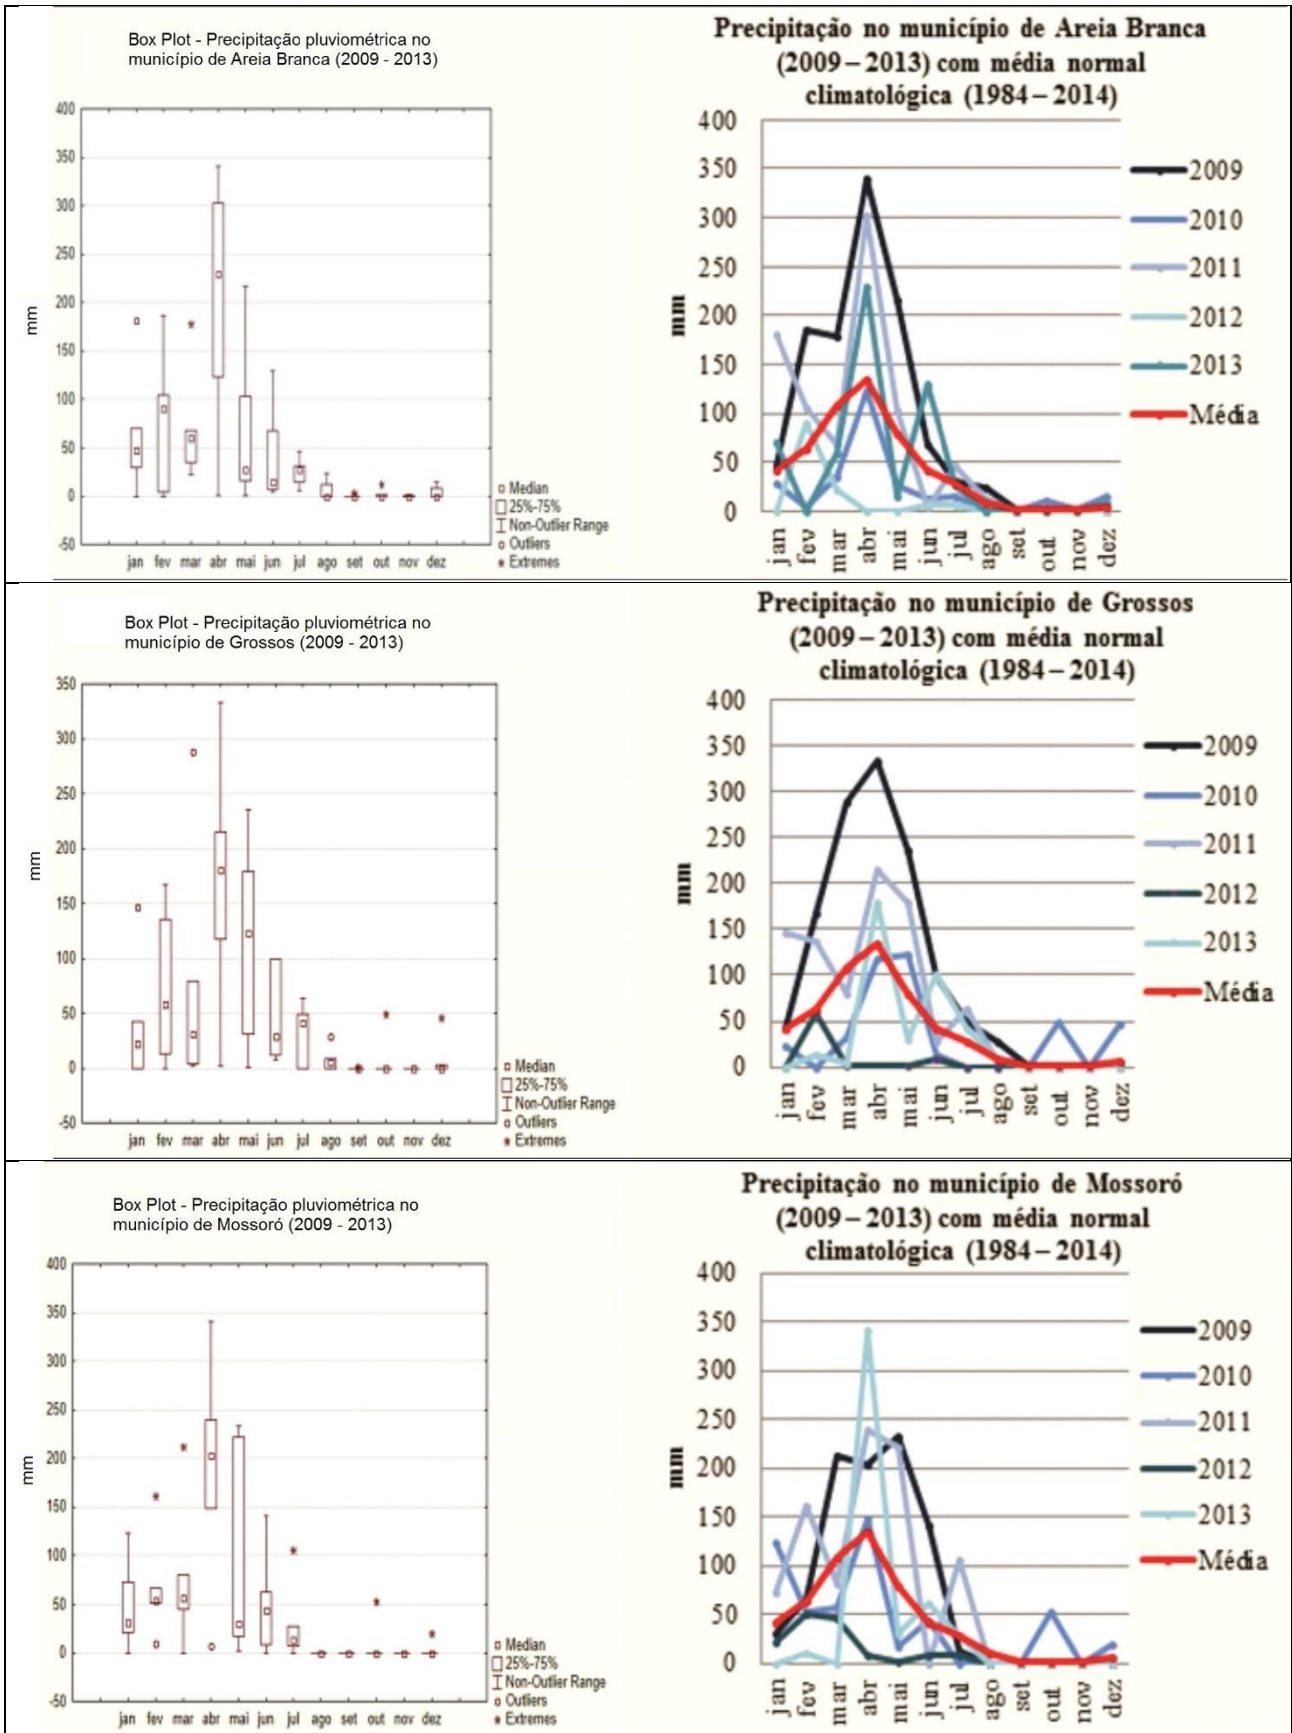 Box Plot - Precipitação pluviométrica no
município de Areia Branca (2009 - 2013)
400
350
300
250
200
150
100
50
0
-50
mm
jan fev mar abr mai jun jul ago set out nov dez
Median
25%-75%
Non-Outlier Range
Outliers
Extremes
Precipitação no município de Areia Branca
(2009 – 2013) com média normal
climatológica (1984 – 2014)
400
350
300
250
200
150
100
50
0
mm
jan fev mar abr mai jun jul ago set out nov dez
2009
2010
2011
2012
2013
Média
Box Plot - Precipitação pluviométrica no
município de Grossos (2009 - 2013)
350
300
250
200
150
100
50
0
-50
mm
jan fev mar abr mai jun jul ago set out nov dez
Median
25%-75%
Non-Outlier Range
Outliers
Extremes
Precipitação no município de Grossos
(2009 – 2013) com média normal
climatológica (1984 – 2014)
400
350
300
250
200
150
100
50
0
mm
jan fev mar abr mai jun jul ago set out nov dez
2009
2010
2011
2012
2013
Média
Box Plot - Precipitação pluviométrica no
município de Mossoró (2009 - 2013)
400
350
300
250
200
150
100
50
0
-50
mm
jan fev mar abr mai jun jul ago set out nov dez
Median
25%-75%
Non-Outlier Range
Outliers
Extremes
Precipitação no município de Mossoró
(2009 – 2013) com média normal
climatológica (1984 – 2014)
400
350
300
250
200
150
100
50
0
mm
jan fev mar abr mai jun jul ago set out nov dez
2009
2010
2011
2012
2013
Média